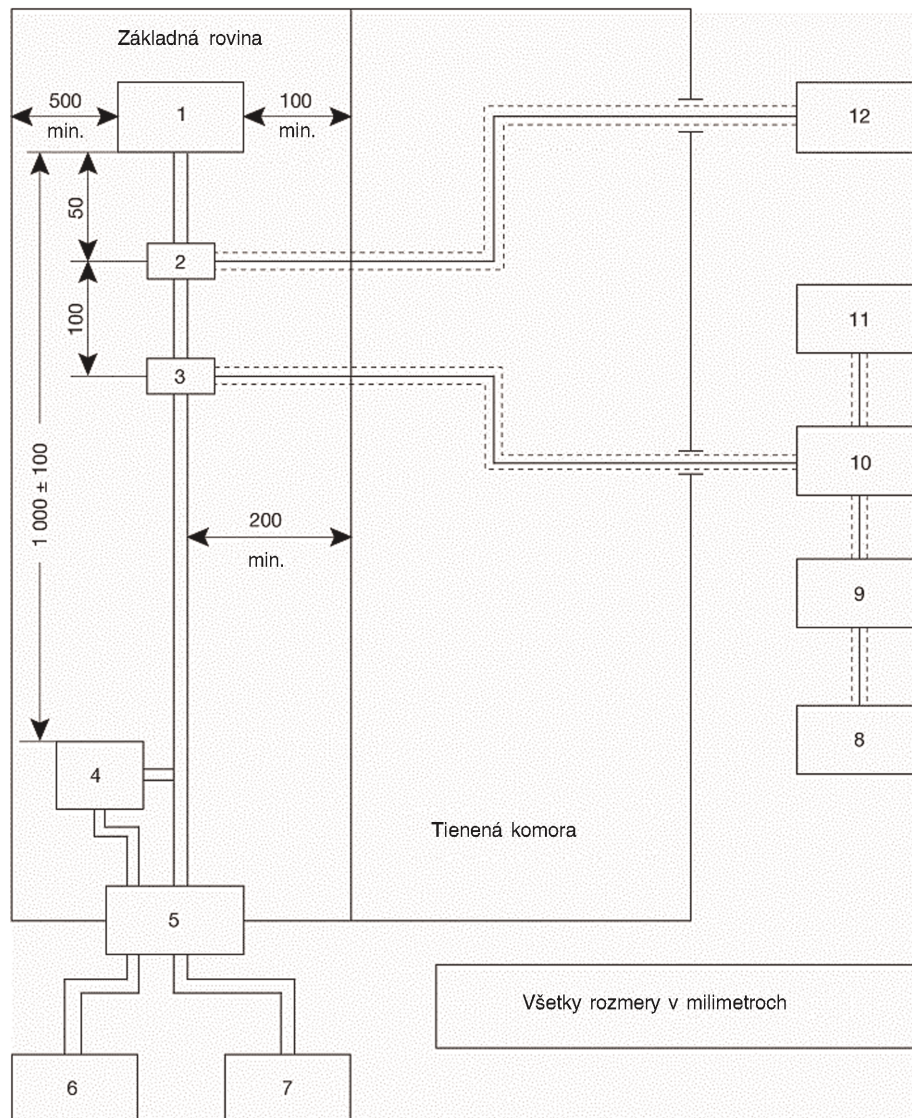 Základná rovina
500
min.
1
100
min.
12
50
2
100
3
11
10
1 000 ± 100
200
min.
9
8
4
Tienená komora
5
Všetky rozmery v milimetroch
6
7